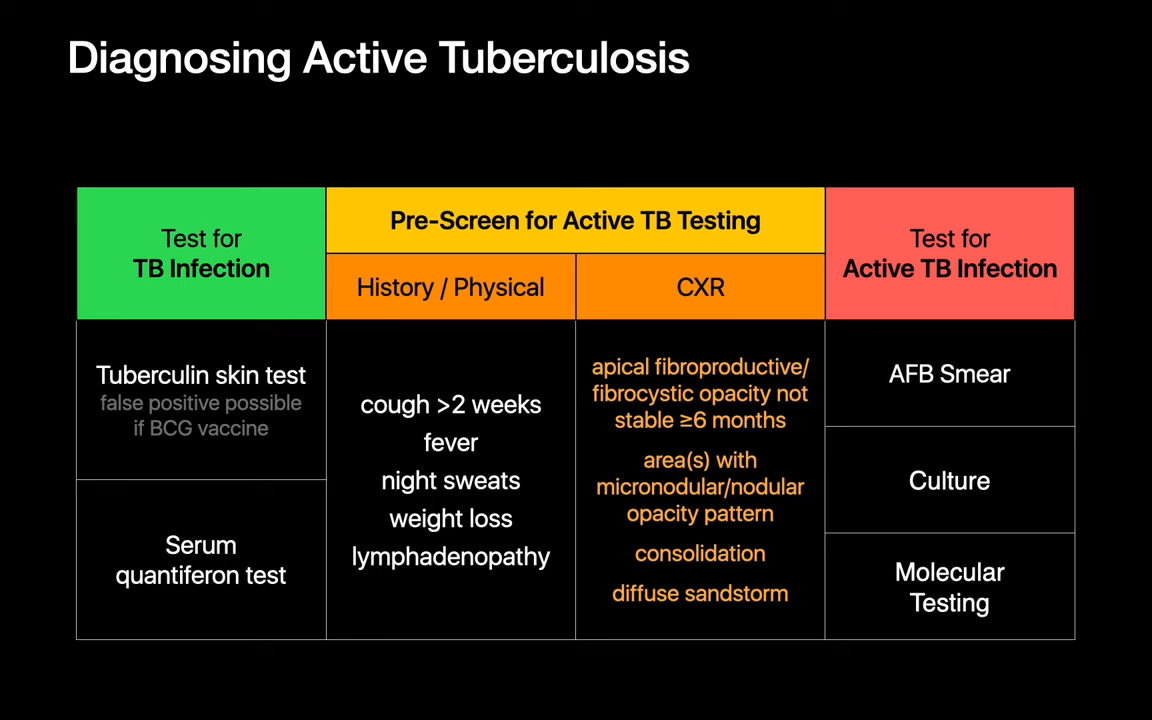 Diagnosing Active Tuberculosis
Test for
TB Infection
Pre-Screen for Active TB Testing
History / Physical
CXR
Test for
Active TB Infection
Tuberculin skin test
false positive possible
if BCG vaccine
Serum
quantiferon test
cough >2 weeks
fever
night sweats
weight loss
lymphadenopathy
apical fibroproductive/
fibrocystic opacity not
stable ≥6 months
area(s) with
micronodular/nodular
opacity pattern
consolidation
diffuse sandstorm
AFB Smear
Culture
Molecular
Testing